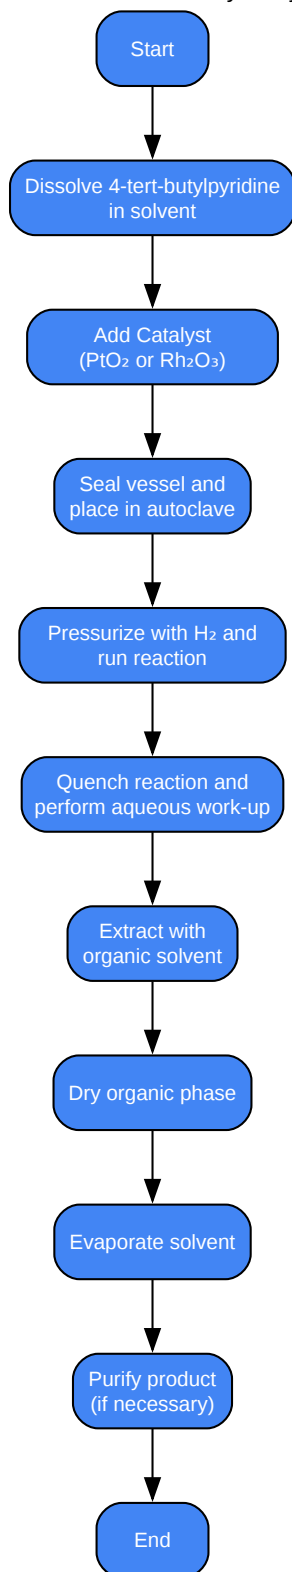 Start
Dissolve 4-tert-butylpyridine
in solvent
Add Catalyst
(PtO₂ or Rh₂O₃)
Seal vessel and
place in autoclave
Pressurize with H₂ and
run reaction
Quench reaction and
perform aqueous work-up
Extract with
organic solvent
Dry organic phase
Evaporate solvent
Purify product
(if necessary)
End